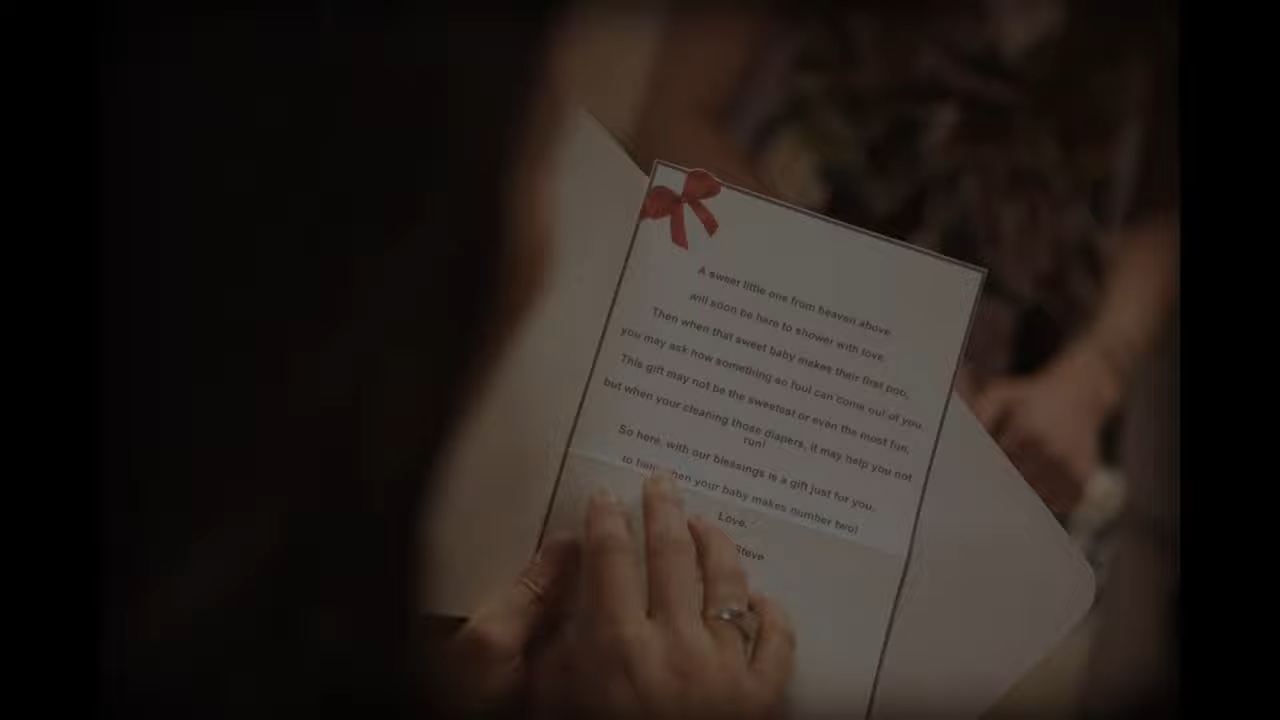 A sweet little one from heaven above
will soon be here to shower with love.
Then when that sweet baby makes their first poo,
you may ask how something so foul can come out of you.
This gift may not be the sweetest or even the most fun,
but when your cleaning those diapers, it may help you not
run!
So here, with our blessings is a gift just for you,
to help when your baby makes number two!
Love,
Steve